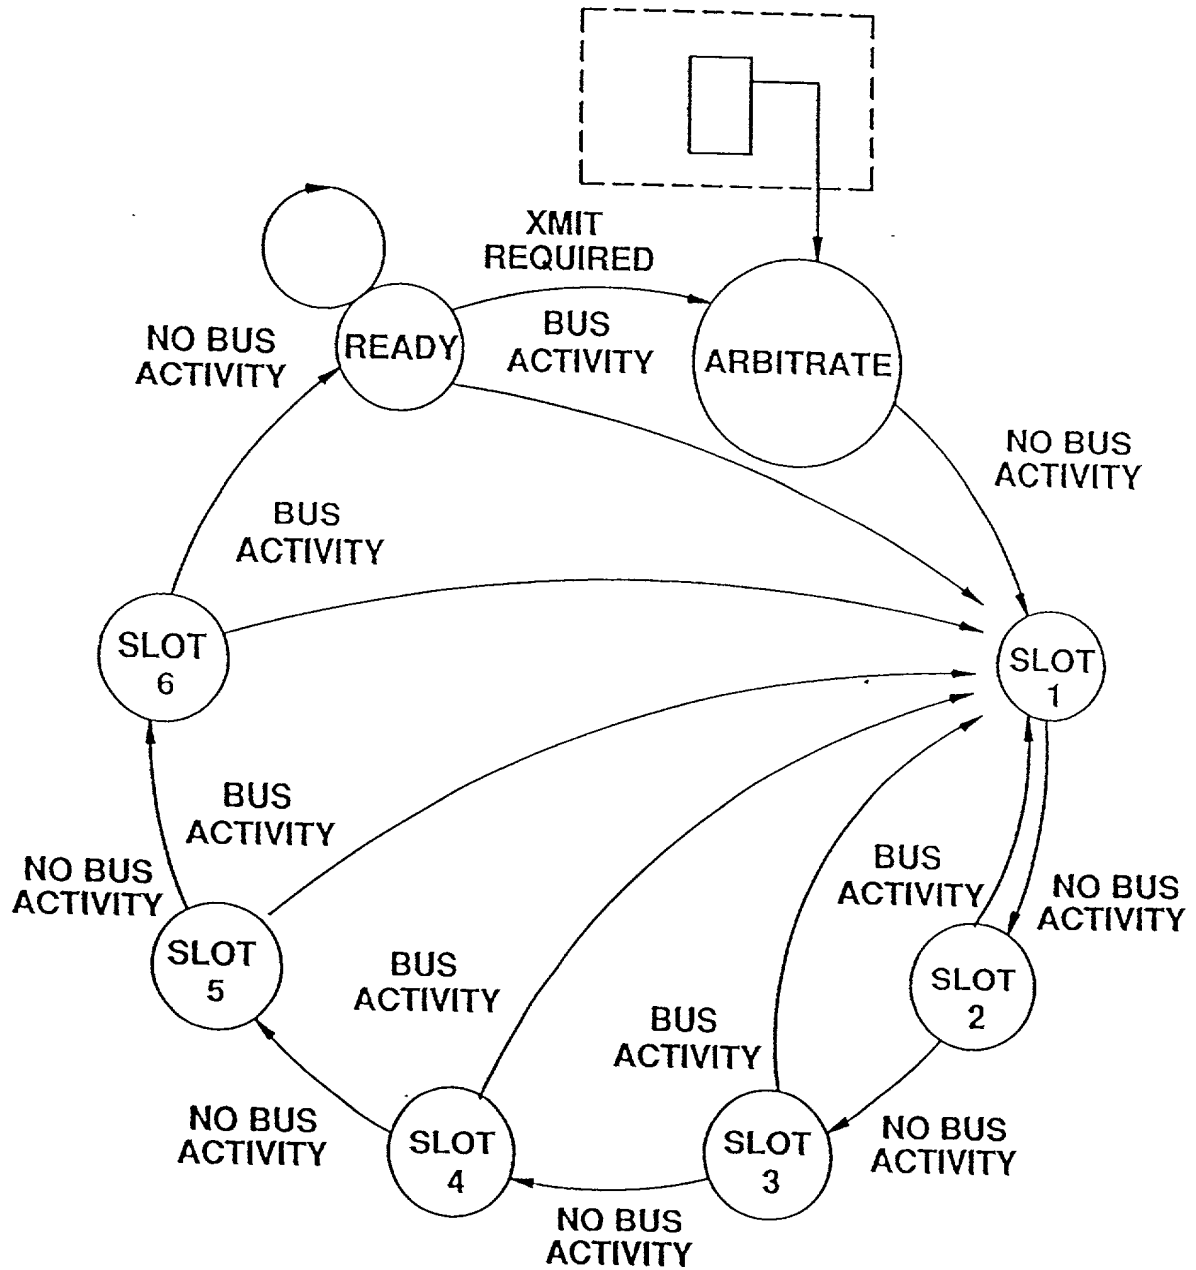 XMIT
REQUIRED
NO BUS
ACTIVITY
READY
BUS
ACTIVITY
ARBITRATE
NO BUS
ACTIVITY
BUS
ACTIVITY
SLOT
6
SLOT
1
BUS
ACTIVITY
NO BUS
ACTIVITY
BUS
ACTIVITY
NO BUS
ACTIVITY
SLOT
5
BUS
ACTIVITY
SLOT
2
BUS
ACTIVITY
NO BUS
ACTIVITY
SLOT
4
SLOT
3
NO BUS
ACTIVITY
NO BUS
ACTIVITY